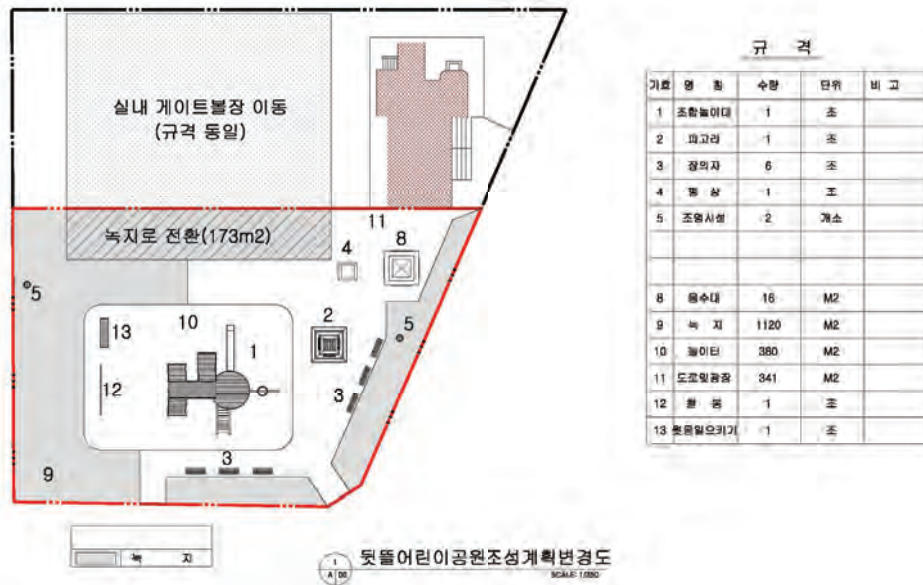 실내 게이트볼장 이동
(규격 동일)
녹지로 전환(173m2)
11
4
8
5
10
13
2
1
5
12
3
3
9
녹 지
뒷뜰어린이공원조성계획변경도
1
A
SCALE:
규 격
기호 명 칭 수량 단위 비 고
1 조합놀이대 1 조
2 파고라 1 조
3 장의자 6 조
4 평 상 1 조
5 조명시설 2 개소
8 음수대 16 M2
9 녹 지 1120 M2
10 놀이터 380 M2
11 도로및광장 341 M2
12 철 봉 1 조
13 윗몸일으키기 1 조